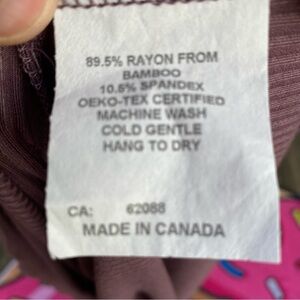 89.5% RAYON FROM
BAMBOO
10.5% SPANDEX
OEKO-TEX CERTIFIED
MACHINE WASH
COLD GENTLE
HANG TO DRY
CA: 62088
MADE IN CANADA